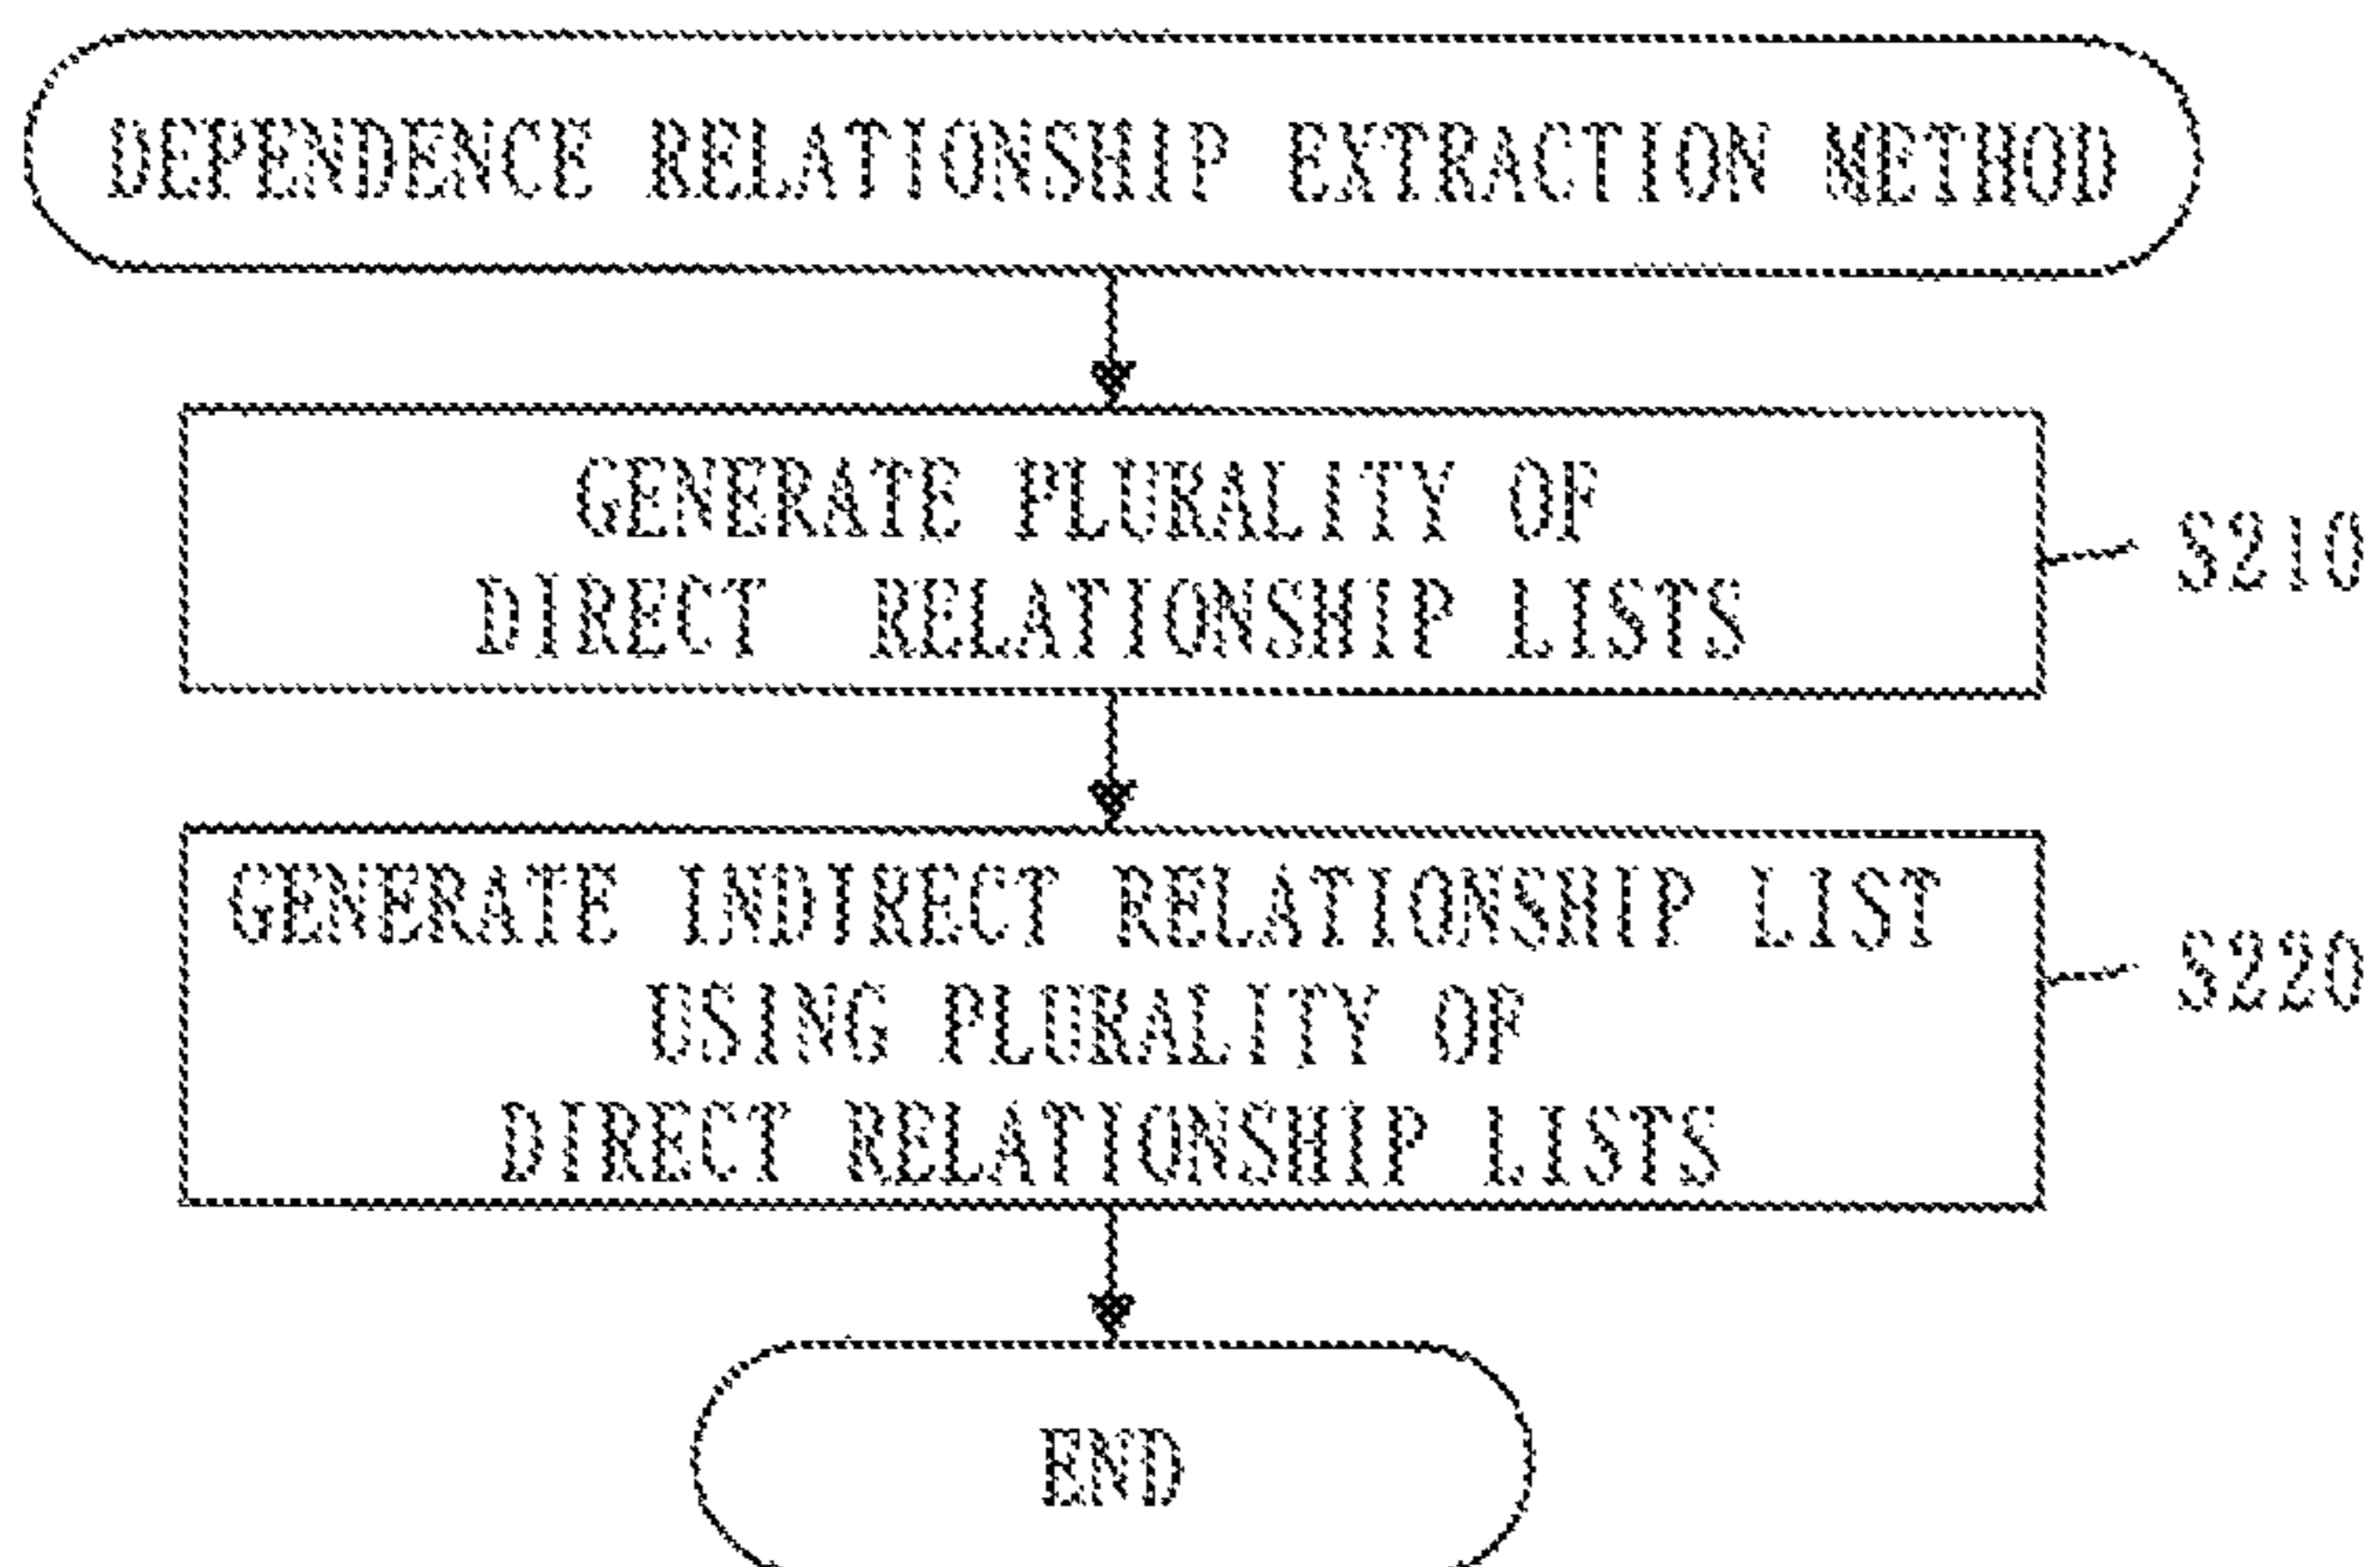 DEPENDENCE RELATIONSHIP EXTRACTION METHOD
GENERATE PLURALITY OF
DIRECT RELATIONSHIP LISTS
S210
GENERATE INDIRECT RELATIONSHIP LIST
USING PLURALITY OF
DIRECT RELATIONSHIP LISTS
S220
END